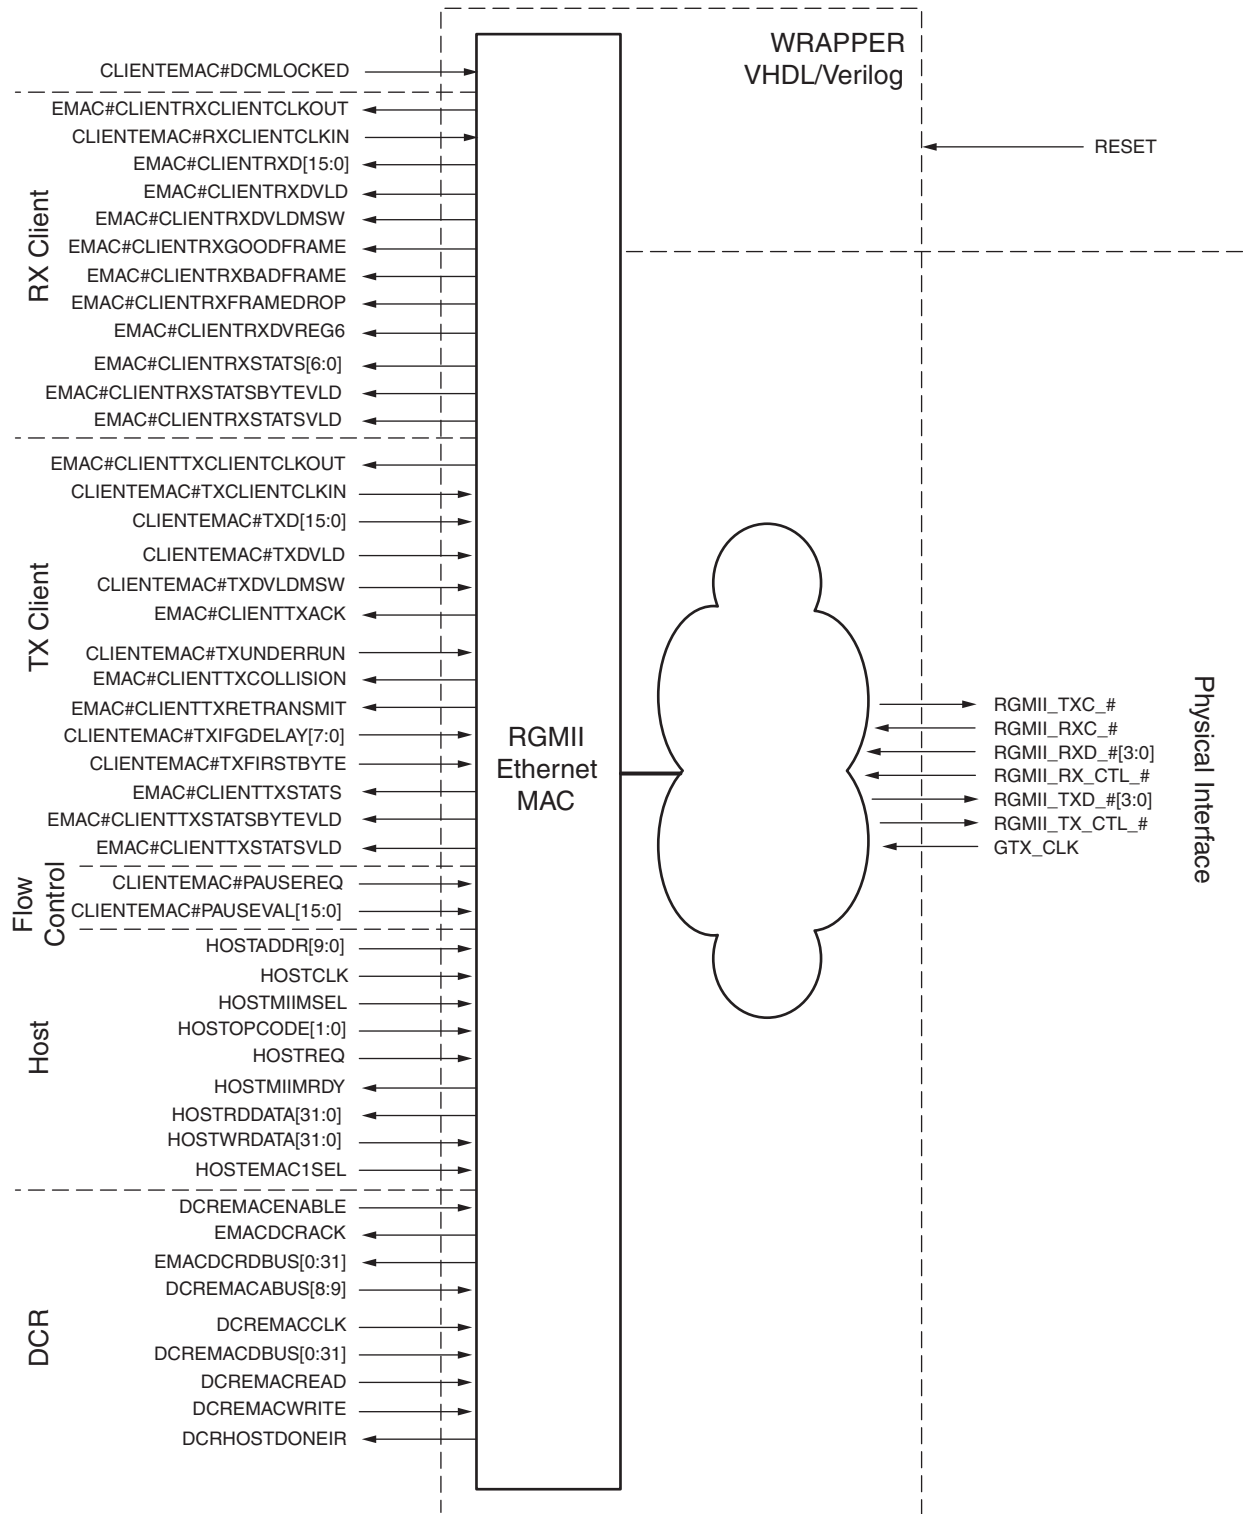 WRAPPER
VHDL/Verilog
CLIENTEMAC#DCMLOCKED
RESET
RX Client
EMAC#CLIENTRXCLIENTCLKOUT
CLIENTEMAC#RXCLIENTCLKIN
EMAC#CLIENTRXD[15:0]
EMAC#CLIENTRXDVLD
EMAC#CLIENTRXDVLDMSW
EMAC#CLIENTRXGOODFRAME
EMAC#CLIENTRXBADFRAME
EMAC#CLIENTRXFRAMEDROP
EMAC#CLIENTRXDVREG6
EMAC#CLIENTRXSTATS[6:0]
EMAC#CLIENTRXSTATSBYTEVLD
EMAC#CLIENTRXSTATSVLD
TX Client
EMAC#CLIENTTXCLIENTCLKOUT
CLIENTEMAC#TXCLIENTCLKIN
CLIENTEMAC#TXD[15:0]
CLIENTEMAC#TXDVLD
CLIENTEMAC#TXDVLDMSW
EMAC#CLIENTTXACK
CLIENTEMAC#TXUNDERRUN
EMAC#CLIENTTXCOLLISION
EMAC#CLIENTTXRETRANSMIT
CLIENTEMAC#TXIFGDELAY[7:0]
CLIENTEMAC#TXFIRSTBYTE
EMAC#CLIENTTXSTATS
EMAC#CLIENTTXSTATSBYTEVLD
EMAC#CLIENTTXSTATSVLD
Flow
Control
CLIENTEMAC#PAUSEREQ
CLIENTEMAC#PAUSEVAL[15:0]
Host
HOSTADDR[9:0]
HOSTCLK
HOSTMIIMSEL
HOSTOPCODE[1:0]
HOSTREQ
HOSTMIIMRDY
HOSTRDDATA[31:0]
HOSTWRDATA[31:0]
HOSTEMAC1SEL
DCR
DCREMACENABLE
EMACDCRACK
EMACDCRDBUS[0:31]
DCREMACABUS[8:9]
DCREMACCLK
DCREMACDBUS[0:31]
DCREMACREAD
DCREMACWRITE
DCRHOSTDONEIR
RGMII
Ethernet
MAC
RGMII_TXC_#
RGMII_RXC_#
RGMII_RXD_#[3:0]
RGMII_RX_CTL_#
RGMII_TXD_#[3:0]
RGMII_TX_CTL_#
GTX_CLK
Physical Interface